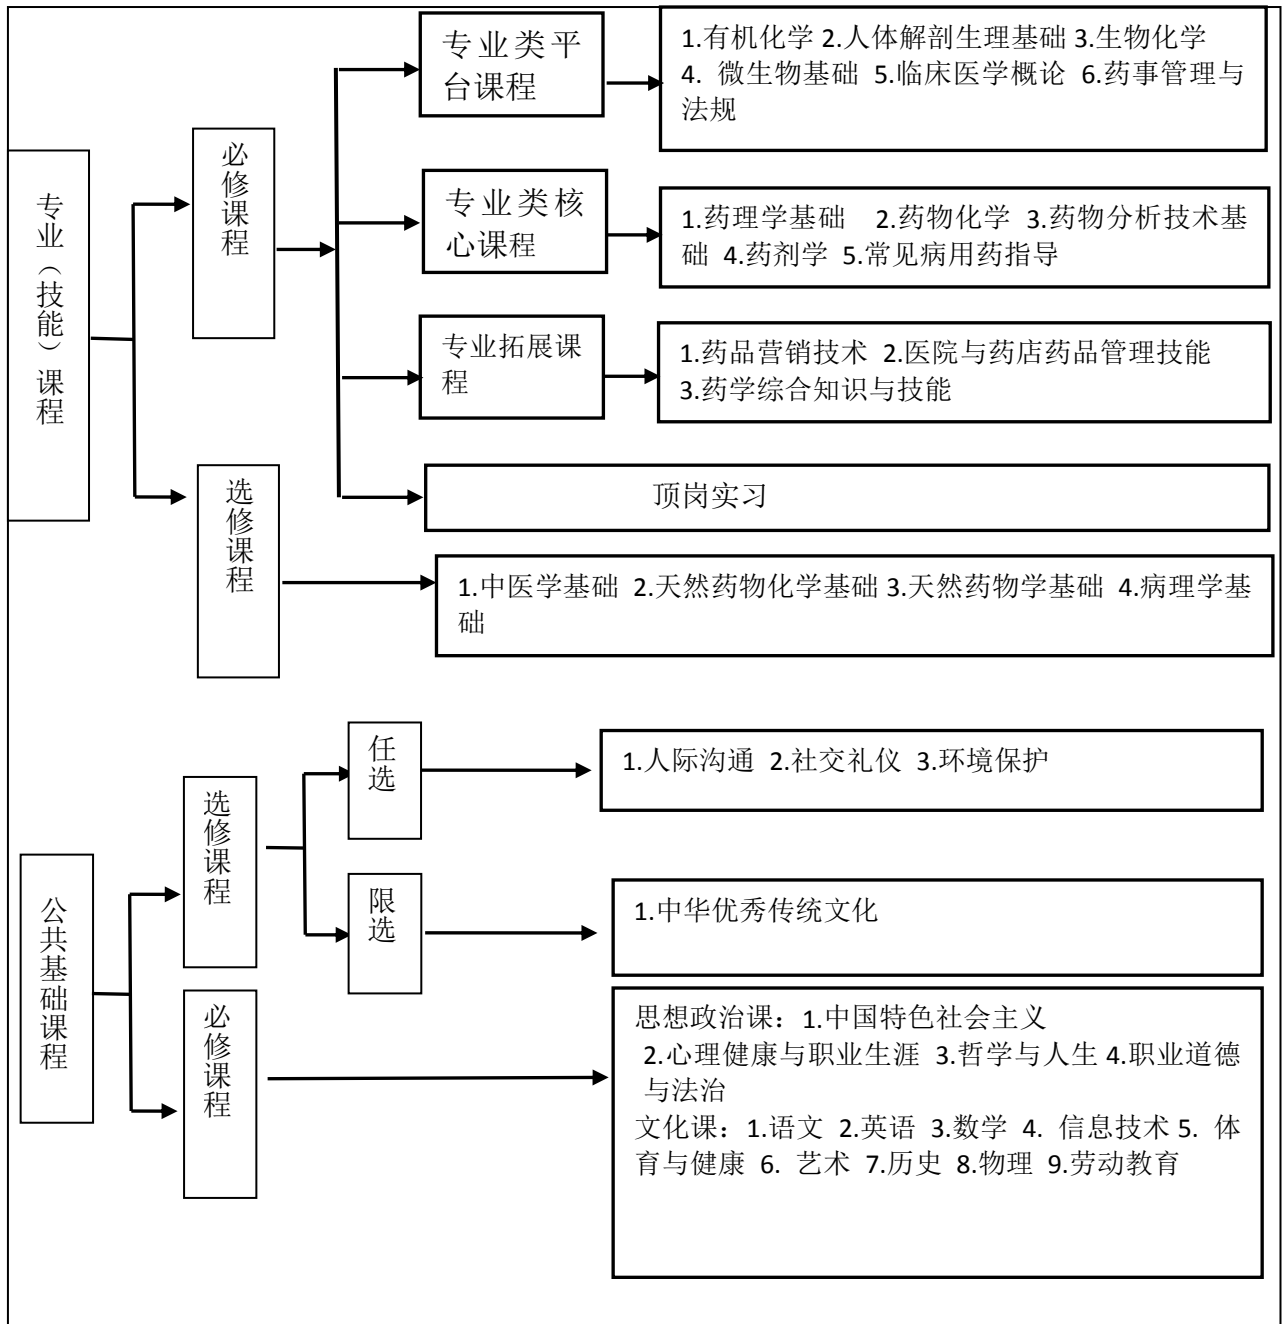 专业（技能）课程
必修课程
专业类平
台课程
1.有机化学 2.人体解剖生理基础 3.生物化学
4. 微生物基础 5.临床医学概论 6.药事管理与
法规
专业类核
心课程
1.药理学基础 2.药物化学 3.药物分析技术基
础 4.药剂学 5.常见病用药指导
专业拓展课
程
1.药品营销技术 2.医院与药店药品管理技能
3.药学综合知识与技能
顶岗实习
选修课程
1.中医学基础 2.天然药物化学基础 3.天然药物学基础 4.病理学基
础
公共基础课程
选修课程
任选
1.人际沟通 2.社交礼仪 3.环境保护
限选
1.中华优秀传统文化
必修课程
思想政治课：1.中国特色社会主义
2.心理健康与职业生涯 3.哲学与人生 4.职业道德
与法治
文化课：1.语文 2.英语 3.数学 4. 信息技术 5. 体
育与健康 6. 艺术 7.历史 8.物理 9.劳动教育